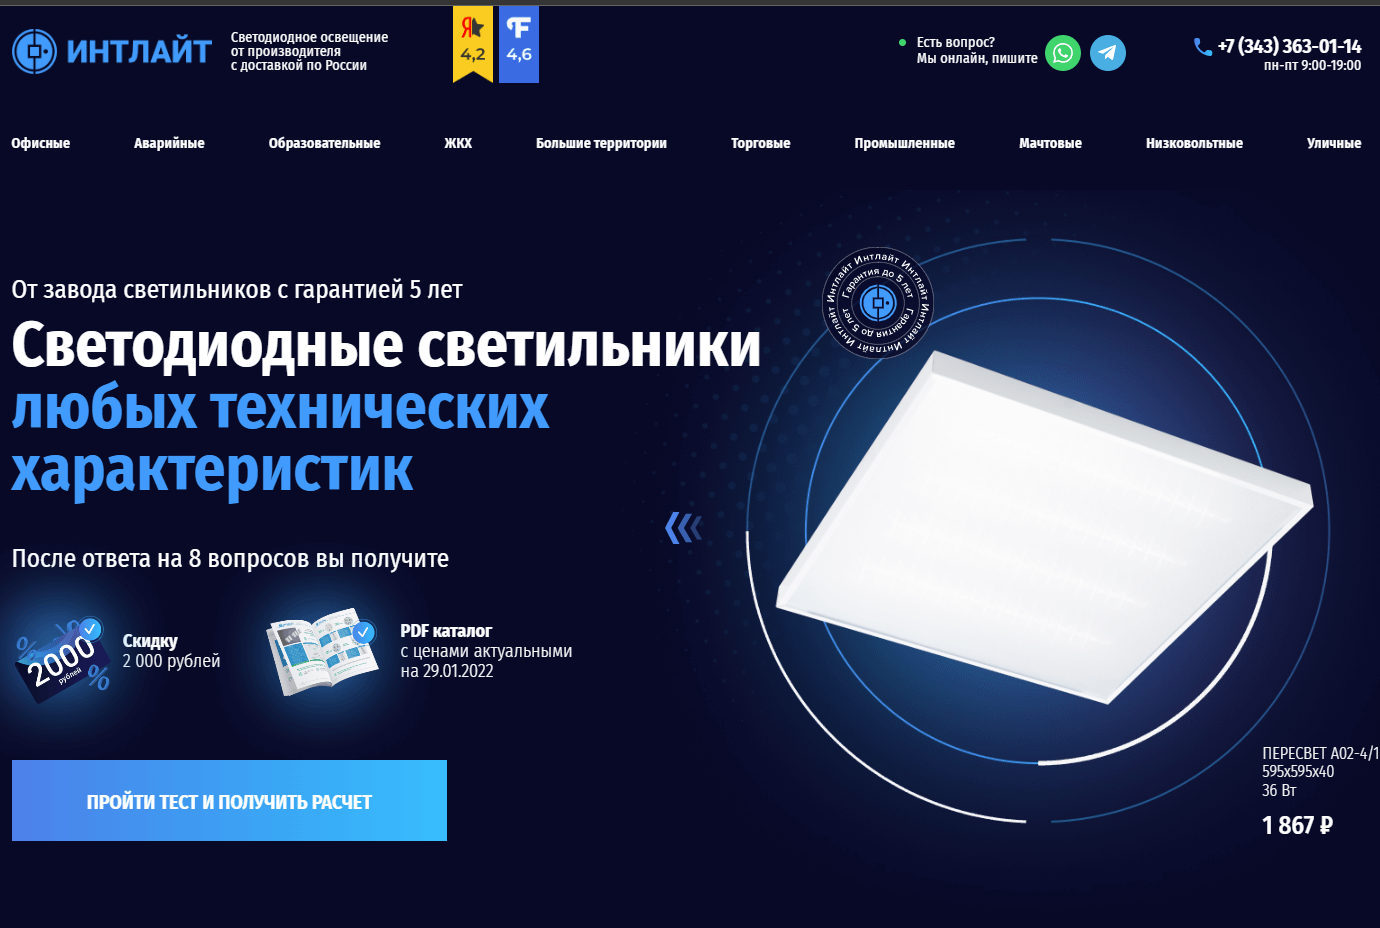 ИНТЛАЙТ
Светодиодное освещение
от производителя
с доставкой по России
Я
4,2
F
4,6
Есть вопрос?
Мы онлайн, пишите
+7 (343) 363-01-14
пн-пт 9:00-19:00
Офисные Аварийные Образовательные ЖКХ Большие территории Торговые Промышленные Мачтовые Низковольтные Уличные
Интлайт Интлайт Интлайт Интлайт Интлайт Интлайт
Гарантия до 5 лет Гарантия до 5 лет
От завода светильников с гарантией 5 лет
Светодиодные светильники
любых технических
характеристик
После ответа на 8 вопросов вы получите
% % %
2000
рублей
Скидку
2 000 рублей
PDF каталог
с ценами актуальными
на 29.01.2022
ПРОЙТИ ТЕСТ И ПОЛУЧИТЬ РАСЧЕТ
ПЕРЕСВЕТ А02-4/1
595x595x40
36 Вт
1 867 ₽